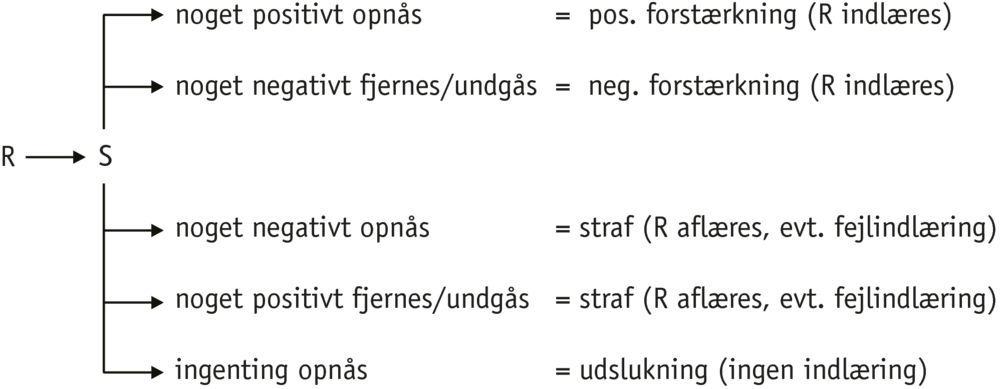 noget positivt opnås = pos. forstærkning (R indlæres)
noget negativt fjernes/undgås = neg. forstærkning (R indlæres)
R S
noget negativt opnås = straf (R aflæres, evt. fejlindlæring)
noget positivt fjernes/undgås = straf (R aflæres, evt. fejlindlæring)
ingenting opnås = udslukning (ingen indlæring)